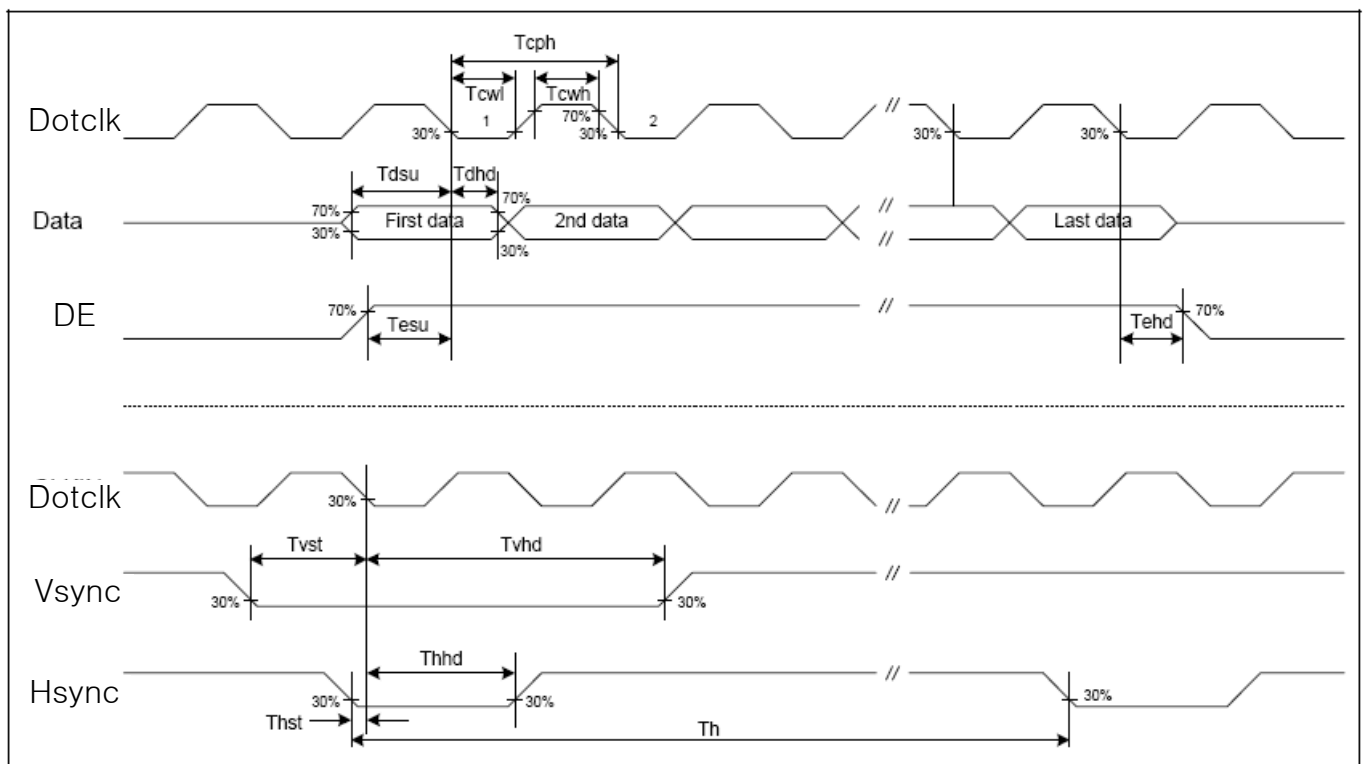 Tcph
Tcwl
Tcwh
Dotclk
30%
1
70%
30%
2
//
30%
30%
Tdsu
Tdhd
Data
70%
30%
First data
70%
30%
2nd data
//
//
Last data
DE
70%
Tesu
//
Tehd
70%
Dotclk
30%
//
Tvst
Tvhd
Vsync
30%
30%
//
Thhd
Hsync
30%
30%
//
30%
Thst
Th